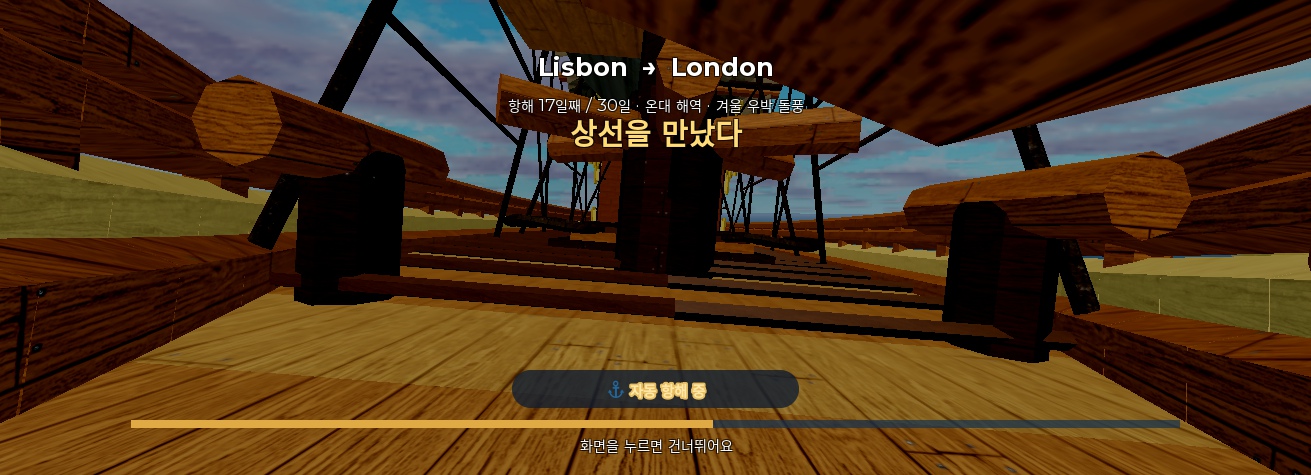 Lisbon → London
항해 17일째 / 30일 · 온대 해역 · 겨울 우박 돌풍
상선을 만났다
⚓ 자동 항해 중
화면을 누르면 건너뛰어요